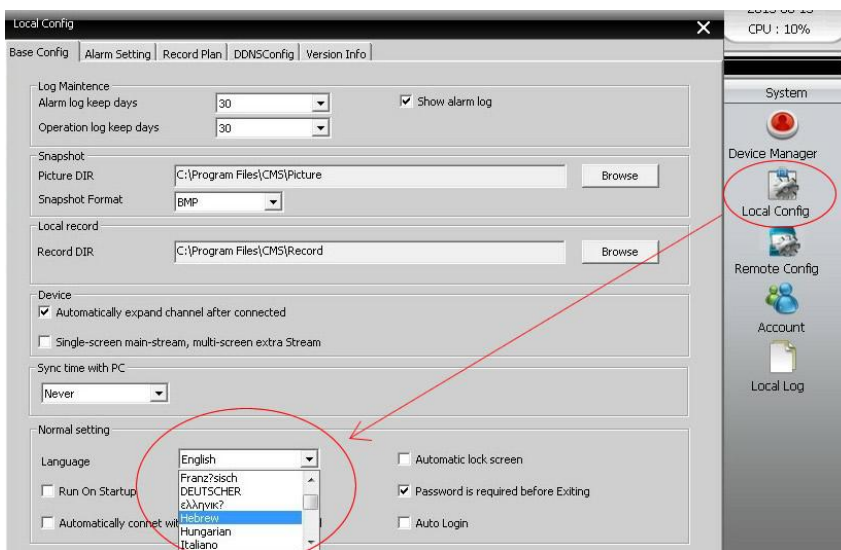 Local Config
CPU : 10%
Base Config
Alarm Setting
Record Plan
DDNSConfig
Version Info
Log Maintence
Alarm log keep days
30
Show alarm log
Operation log keep days
30
Snapshot
Picture DIR
C:\Program Files\CMS\Picture
Browse
Snapshot Format
BMP
Local record
Record DIR
C:\Program Files\CMS\Record
Browse
Device
Automatically expand channel after connected
Single-screen main-stream, multi-screen extra Stream
Sync time with PC
Never
Normal setting
Language
English
Automatic lock screen
Franz?sisch
Run On Startup
DEUTSCHER
Password is required before Exiting
ελληνικ?
Hebrew
Automatically connet
Auto Login
Hungarian
Italiano
System
Device Manager
Local Config
Remote Config
Account
Local Log